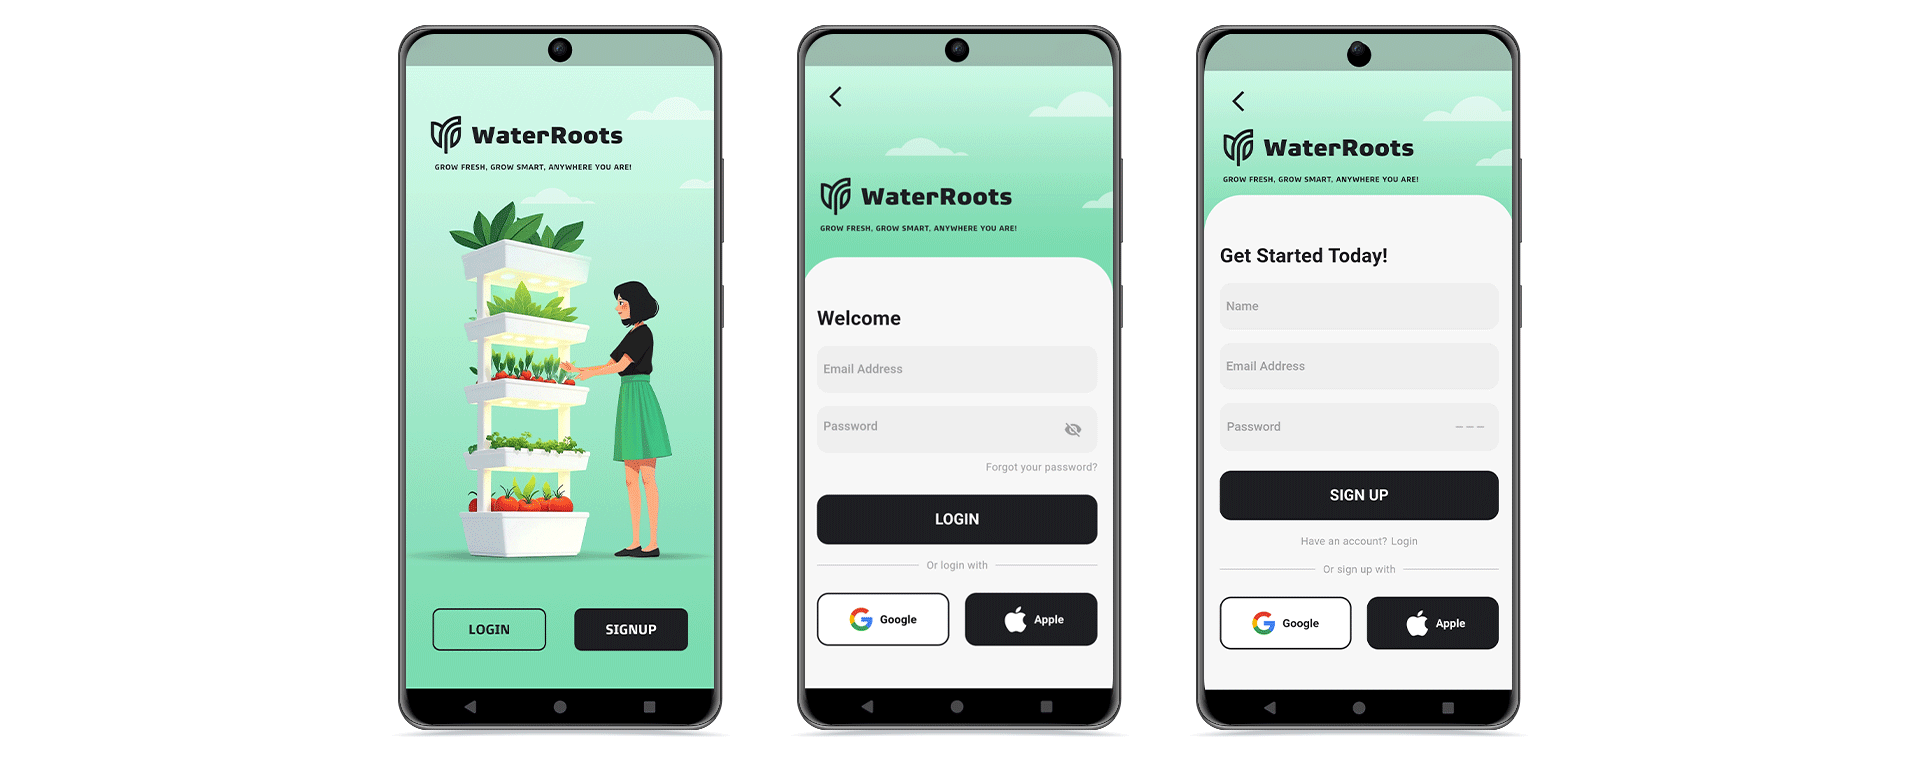 WaterRoots
GROW FRESH, GROW SMART, ANYWHERE YOU ARE!
LOGIN
SIGNUP
WaterRoots
GROW FRESH, GROW SMART, ANYWHERE YOU ARE!
Welcome
Email Address
Password
Forgot your password?
LOGIN
Or login with
Google
Apple
WaterRoots
GROW FRESH, GROW SMART, ANYWHERE YOU ARE!
Get Started Today!
Name
Email Address
Password
SIGN UP
Have an account? Login
Or sign up with
Google
Apple